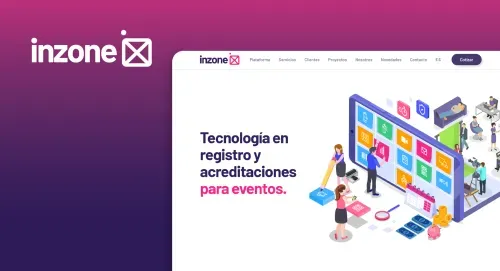 inzone
inzone Plataforma Servicios Clientes Proyectos Nosotros Novedades Contacto ES Cotizar
Tecnología en
registro y
acreditaciones
para eventos.